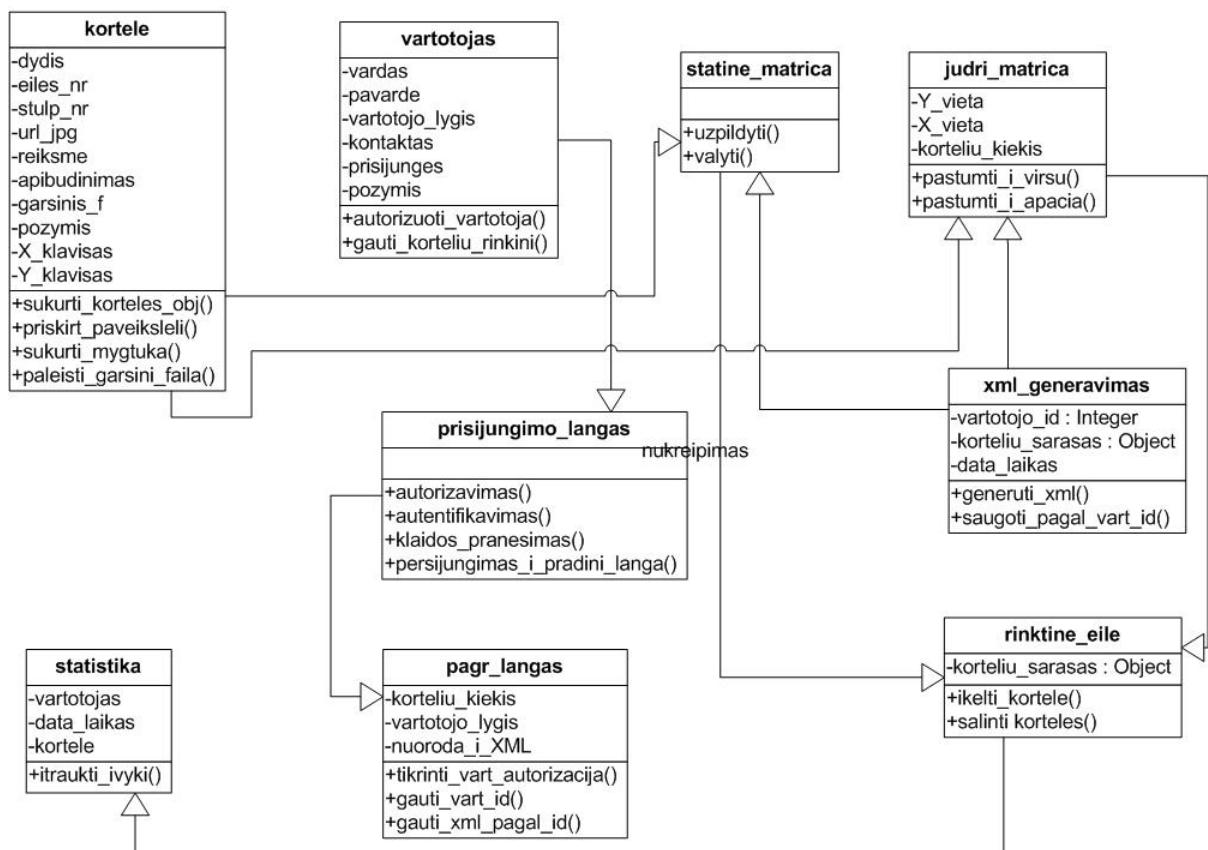 kortele
-dydis
-eiles_nr
-stulp_nr
-url_jpg
-reiksme
-apibudinimas
-garsinis_f
-pozymis
-X_klavisas
-Y_klavisas
+sukurti_korteles_obj()
+priskirt_paveiksleli()
+sukurti_mygtuka()
+paleisti_garsini_faila()
vartotojas
-vardas
-pavarde
-vartotojo_lygis
-kontaktas
-prisijunges
-pozymis
+autorizuoti_vartotoja()
+gauti_korteliu_rinkini()
statine_matrica
+uzpildyti()
+valyti()
judri_matrica
-Y_vieta
-X_vieta
-korteliu_kiekis
+pastumti_i_virsu()
+pastumti_i_apacia()
xml_generavimas
-vartotojo_id : Integer
-korteliu_sarasas : Object
-data_laikas
+generuti_xml()
+saugoti_pagal_vart_id()
prisijungimo_langas
nukreipimas
+autorizavimas()
+autentifikavimas()
+klaidos_pranesimas()
+persijungimas_i_pradini_langa()
statistika
-vartotojas
-data_laikas
-kortele
+itraukti_ivyki()
pagr_langas
-korteliu_kiekis
-vartotojo_lygis
-nuoroda_i_XML
+tikrinti_vart_autorizacija()
+gauti_vart_id()
+gauti_xml_pagal_id()
rinktine_eile
-korteliu_sarasas : Object
+ikelti_kortele()
+salinti korteles()